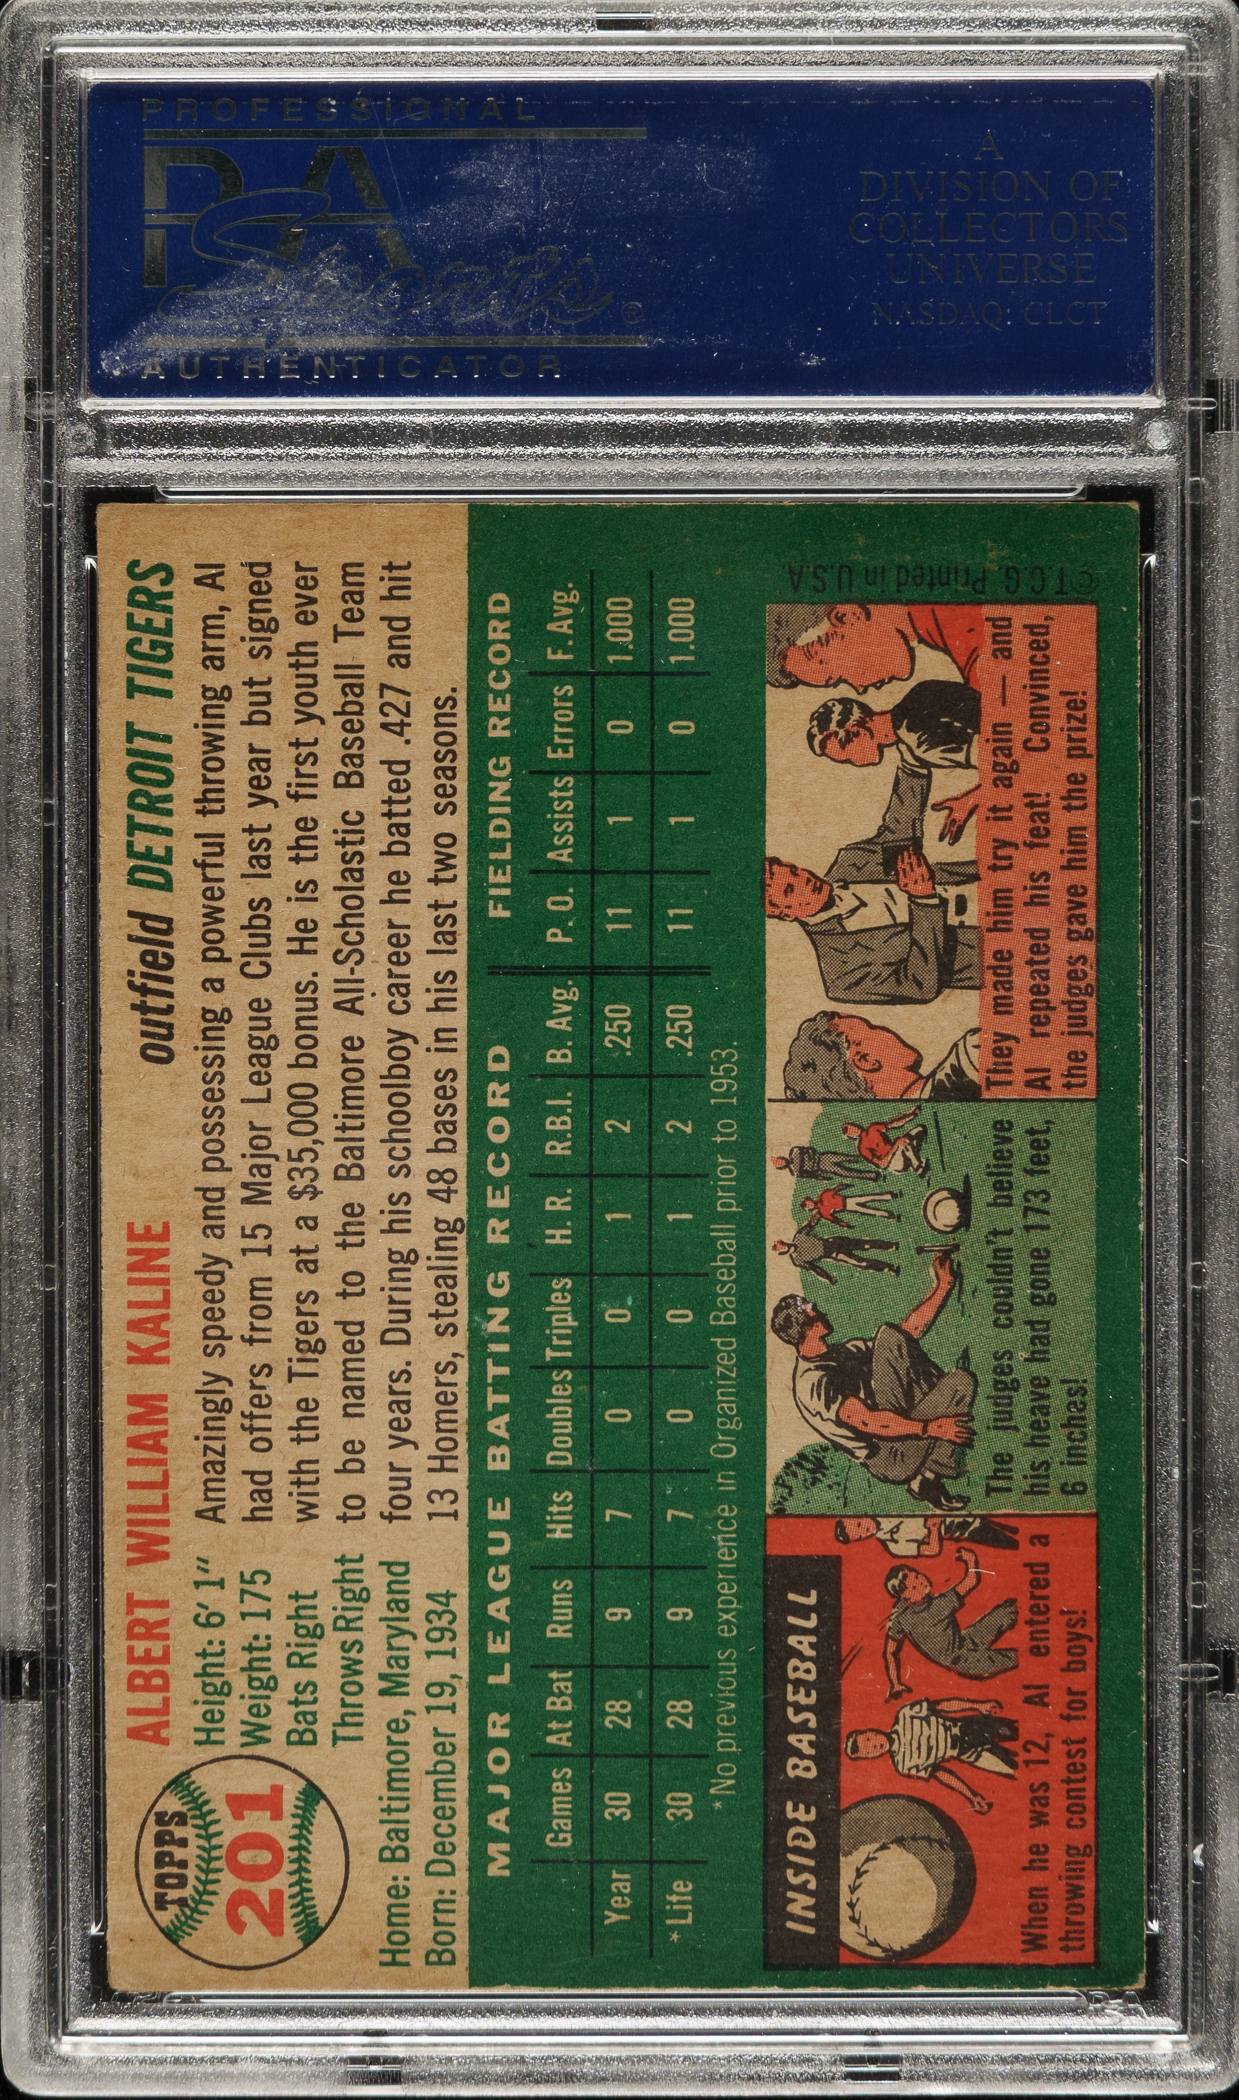 PROFESSIONAL
PSA
Sports®
AUTHENTICATOR
A
DIVISION OF
COLLECTORS
UNIVERSE
NASDAQ: CLCT
TOPPS
201
ALBERT WILLIAM KALINE
outfield DETROIT TIGERS
Height: 6' 1"
Weight: 175
Bats Right
Throws Right
Home: Baltimore, Maryland
Born: December 19, 1934
Amazingly speedy and possessing a powerful throwing arm, Al
had offers from 15 Major League Clubs last year but signed
with the Tigers at a $35,000 bonus. He is the first youth ever
to be named to the Baltimore All-Scholastic Baseball Team
four years. During his schoolboy career he batted .427 and hit
13 Homers, stealing 48 bases in his last two seasons.
MAJOR LEAGUE BATTING RECORD FIELDING RECORD
Games At Bat Runs Hits Doubles Triples H. R. R.B.I. B. Avg. P. O. Assists Errors F. Avg.
Year 30 28 9 7 0 0 1 2 .250 11 1 0 1.000
*Life 30 28 9 7 0 0 1 2 .250 11 1 0 1.000
*No previous experience in Organized Baseball prior to 1953.
INSIDE BASEBALL
When he was 12, Al entered a
throwing contest for boys!
The judges couldn't believe
his heave had gone 173 feet,
6 inches!
They made him try it again — and
Al repeated his feat! Convinced,
the judges gave him the prize!
©T.C.G. Printed in U.S.A.
PSA